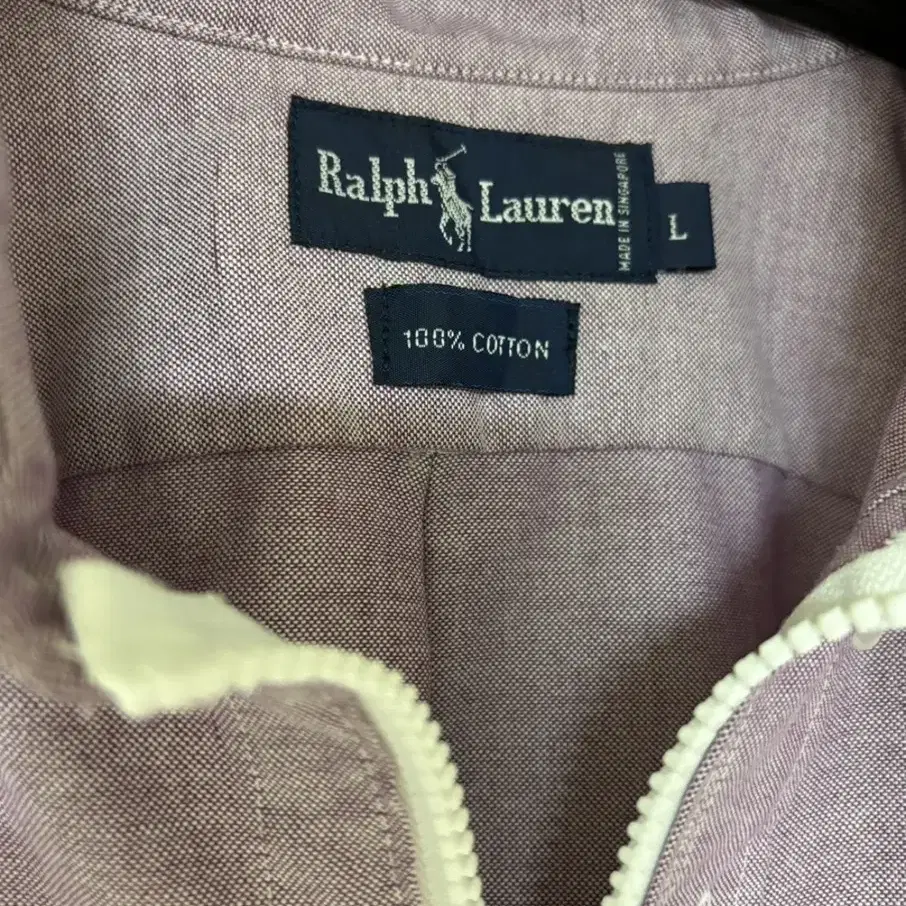 Ralph Lauren
MADE IN SINGAPORE
L
100% COTTON